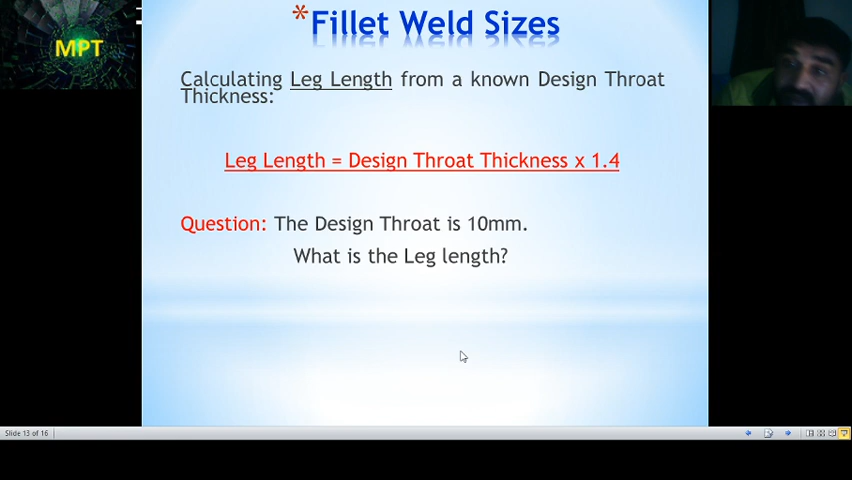 MPT
*Fillet Weld Sizes
Calculating Leg Length from a known Design Throat
Thickness:
Leg Length = Design Throat Thickness x 1.4
Question: The Design Throat is 10mm.
What is the Leg length?
Slide 13 of 16